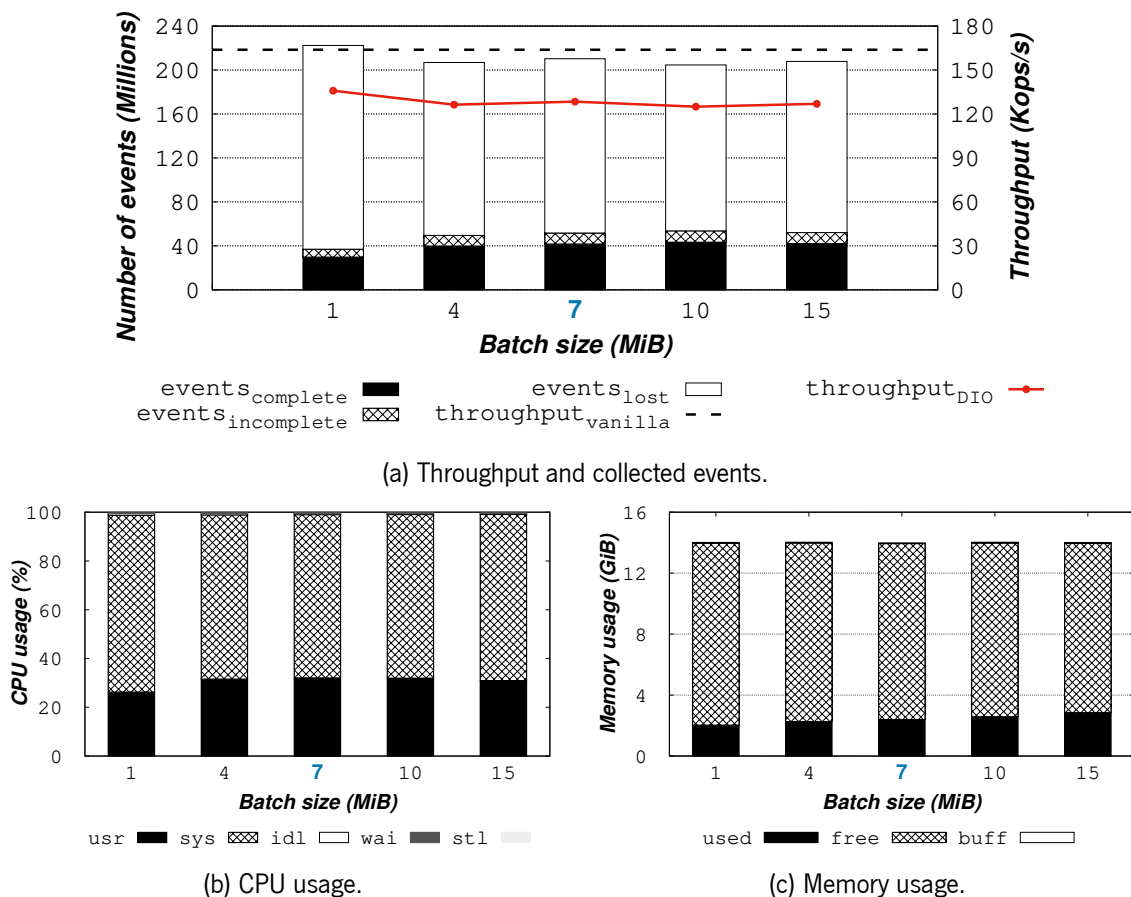 Number of events (Millions)
240
200
160
120
80
40
0
180
150
120
90
60
30
0
Throughput (Kops/s)
1 4 7 10 15
Batch size (MiB)
events_complete events_lost throughput_DIO
events_incomplete throughput_vanilla
(a) Throughput and collected events.
CPU usage (%)
100
80
60
40
20
0
1 4 7 10 15
Batch size (MiB)
usr sys idl wai stl
(b) CPU usage.
Memory usage (GiB)
16
12
8
4
0
1 4 7 10 15
Batch size (MiB)
used free buff
(c) Memory usage.